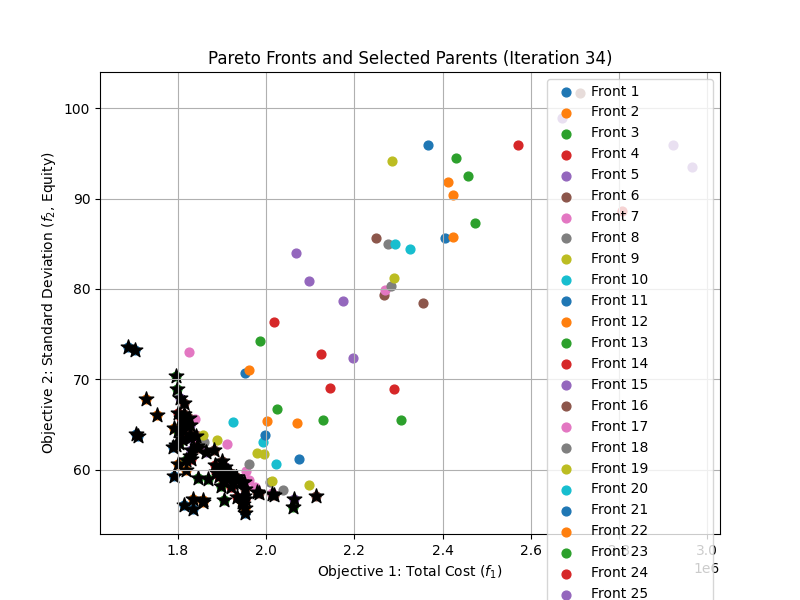 Pareto Fronts and Selected Parents (Iteration 34)
Objective 2: Standard Deviation (f₂, Equity)
100
90
80
70
60
1.8
2.0
2.2
2.4
2.6
2.8
3.0
1e6
Objective 1: Total Cost (f₁)
Front 1
Front 2
Front 3
Front 4
Front 5
Front 6
Front 7
Front 8
Front 9
Front 10
Front 11
Front 12
Front 13
Front 14
Front 15
Front 16
Front 17
Front 18
Front 19
Front 20
Front 21
Front 22
Front 23
Front 24
Front 25